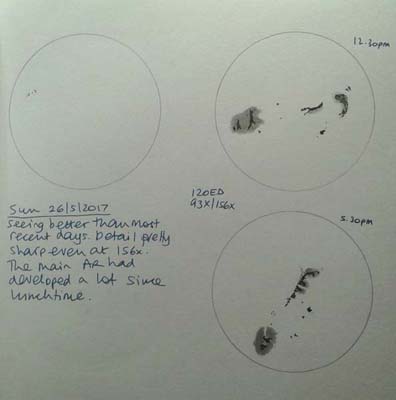 12.30pm
Sun 26/5/2017
seeing better than most
recent days. Detail pretty
sharp even at 156x.
The main AR had
developed a lot since
lunchtime.
120ED
93x/156x
5.30pm